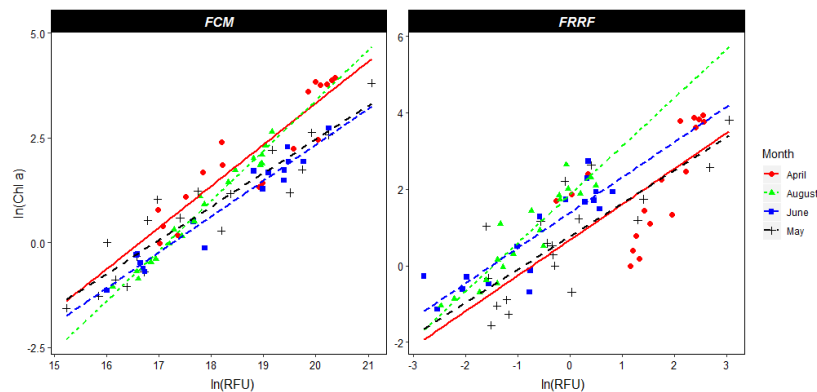 FCM
FRRF
ln(Chl a)
5.0
2.5
0.0
-2.5
15
16
17
18
19
20
21
ln(RFU)
6
4
2
0
-2
-3
-2
-1
0
1
2
3
ln(RFU)
Month
April
August
June
May